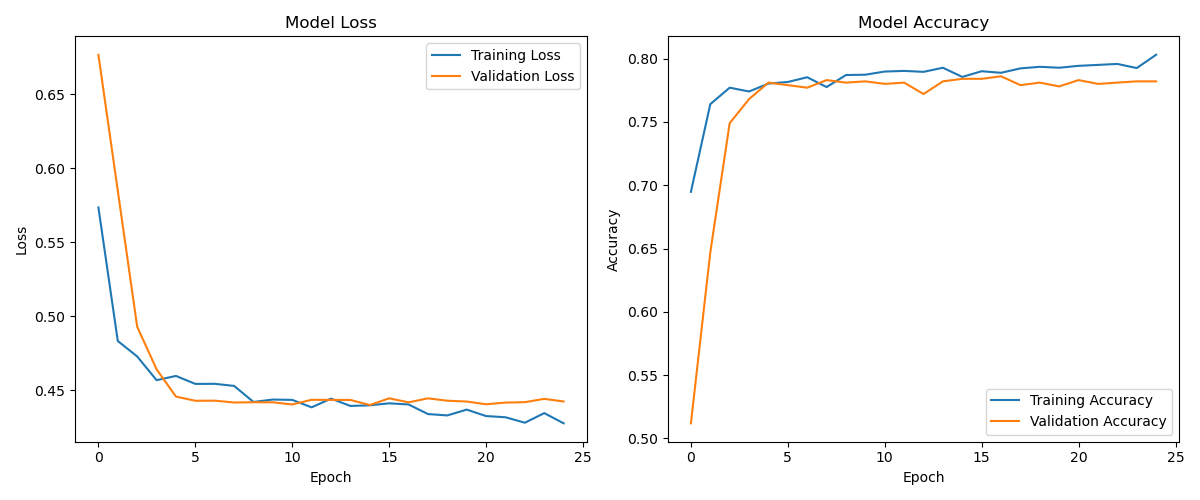 Model Loss
Training Loss
Validation Loss
0.65
0.60
0.55
0.50
0.45
Loss
0 5 10 15 20 25
Epoch
Model Accuracy
0.80
0.75
0.70
0.65
0.60
0.55
0.50
Accuracy
Training Accuracy
Validation Accuracy
0 5 10 15 20 25
Epoch